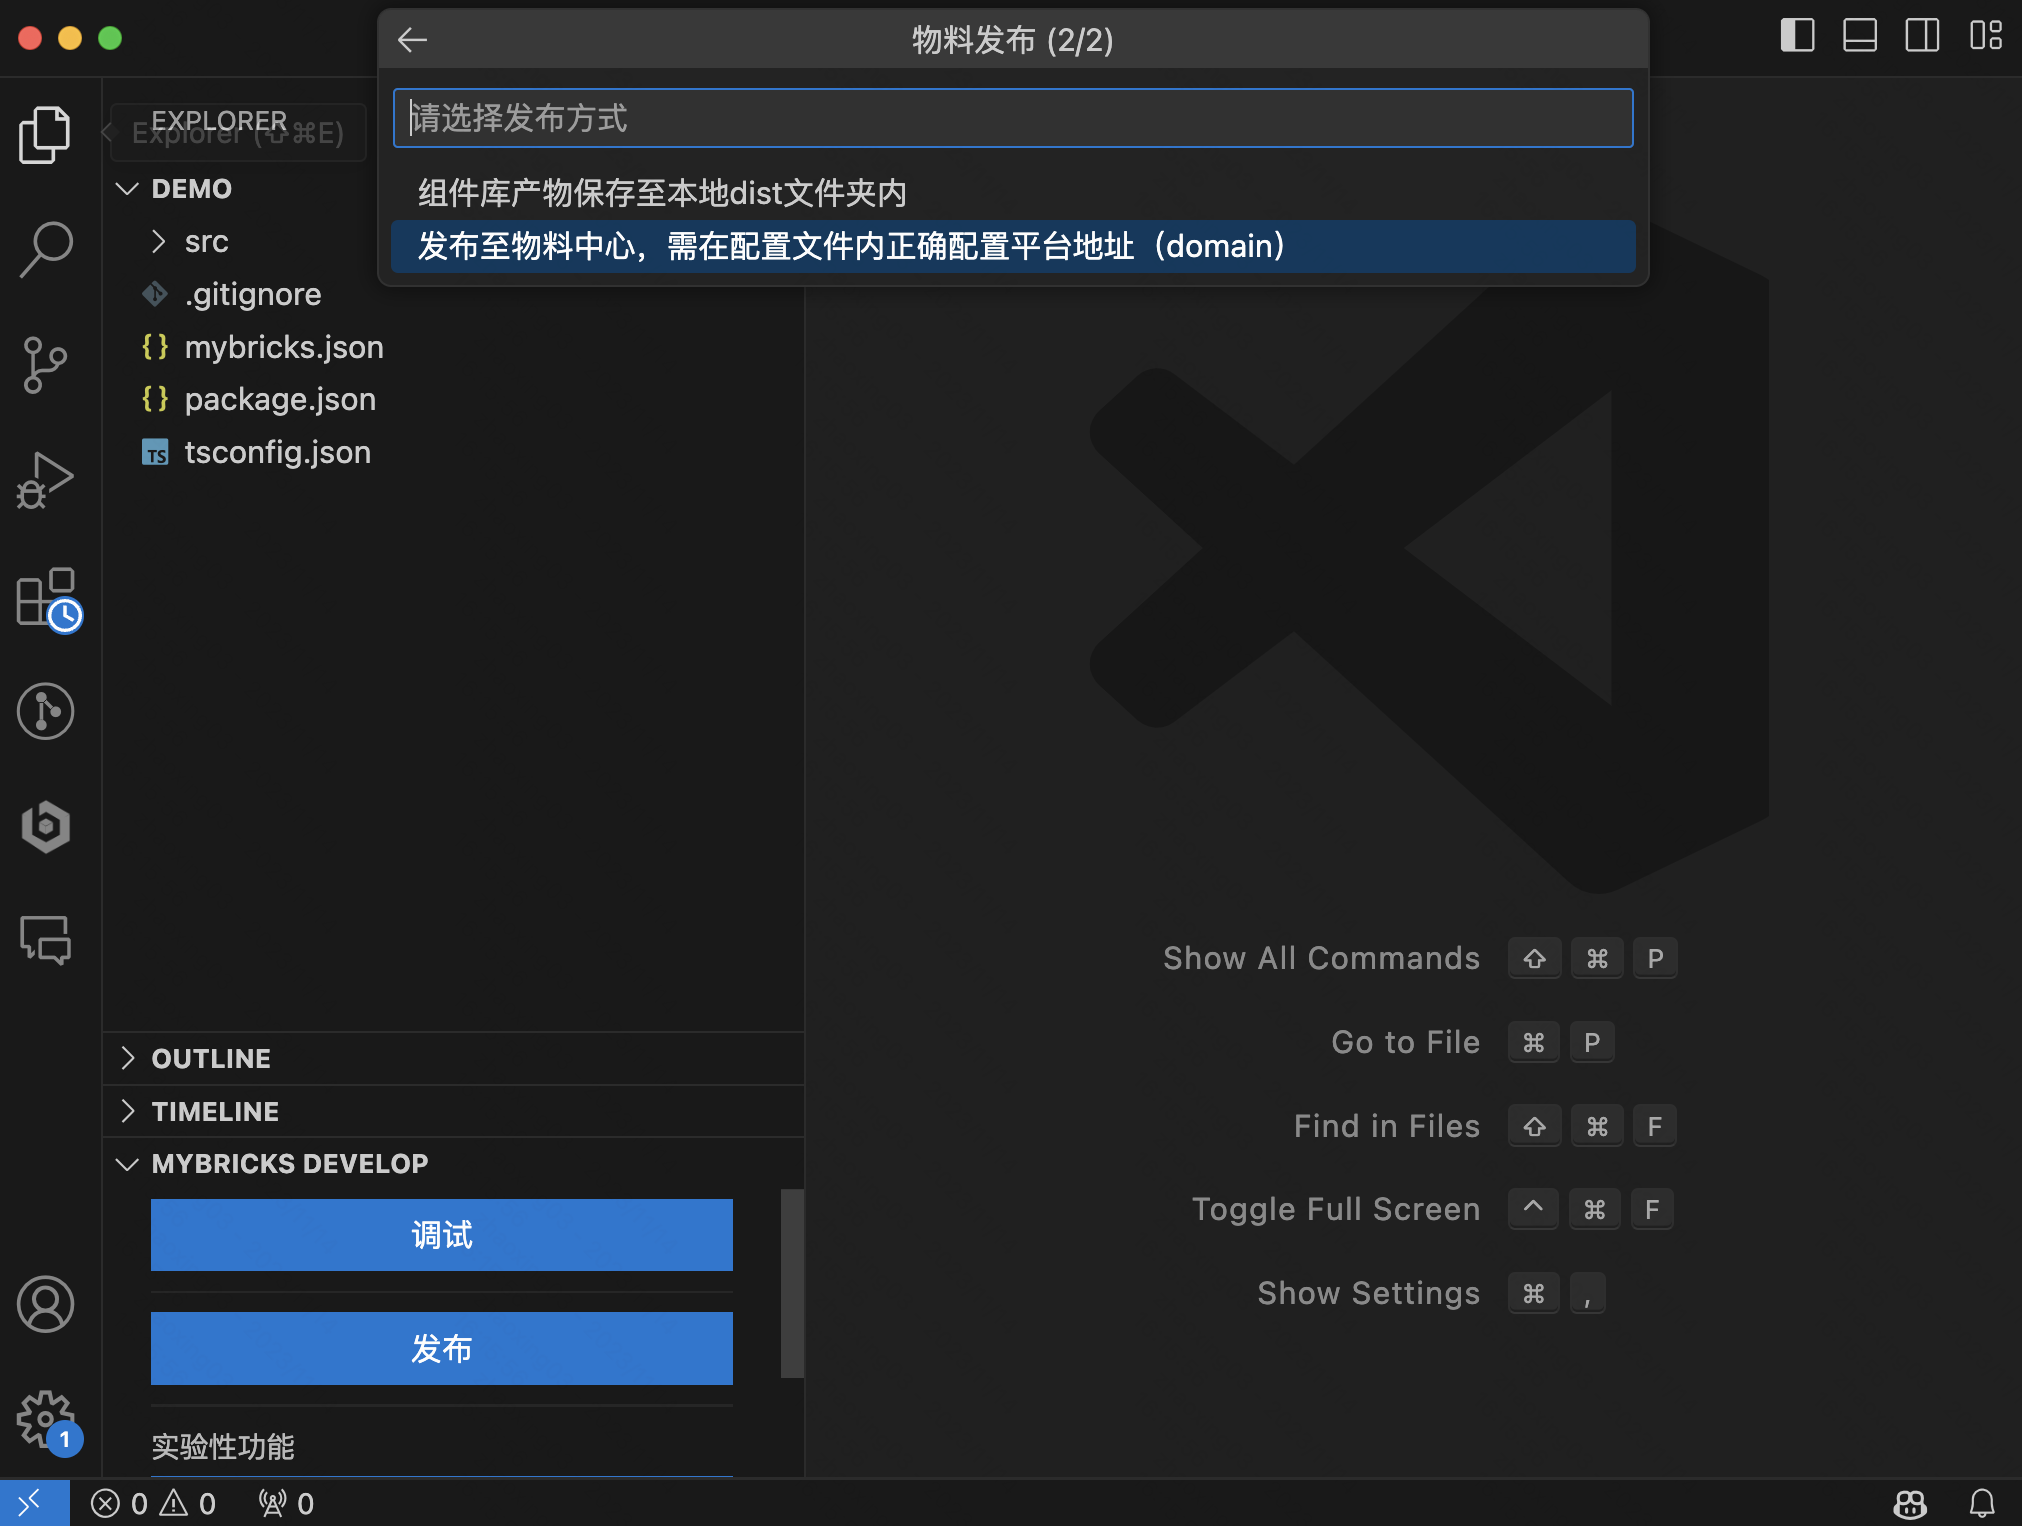 物料发布 (2/2)
请选择发布方式
组件库产物保存至本地dist文件夹内
发布至物料中心，需在配置文件内正确配置平台地址（domain）
EXPLORER
Explorer (⇧⌘E)
DEMO
src
.gitignore
{} mybricks.json
{} package.json
TS tsconfig.json
Show All Commands ⇧ ⌘ P
Go to File ⌘ P
Find in Files ⇧ ⌘ F
Toggle Full Screen ^ ⌘ F
Show Settings ⌘ ,
OUTLINE
TIMELINE
MYBRICKS DEVELOP
调试
发布
实验性功能
1
0 0 0